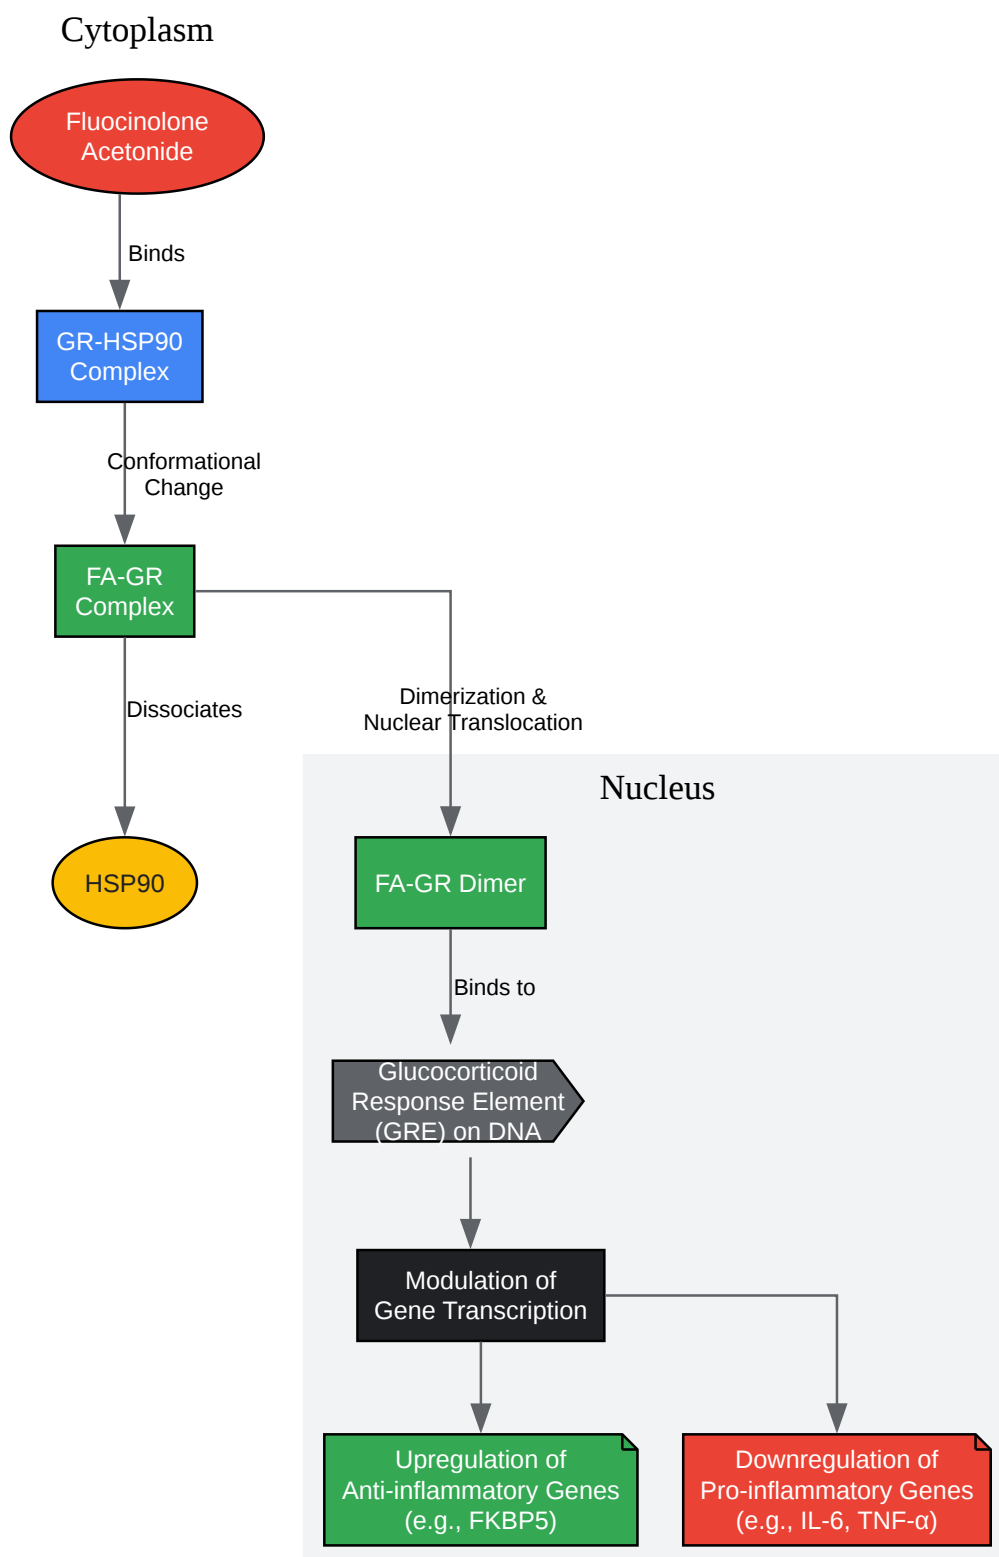 Cytoplasm
Fluocinolone
Acetonide
Binds
GR-HSP90
Complex
Conformational
Change
FA-GR
Complex
Dissociates
Dimerization &
Nuclear Translocation
Nucleus
HSP90
FA-GR Dimer
Binds to
Glucocorticoid
Response Element
(GRE) on DNA
Modulation of
Gene Transcription
Upregulation of
Anti-inflammatory Genes
(e.g., FKBP5)
Downregulation of
Pro-inflammatory Genes
(e.g., IL-6, TNF-α)